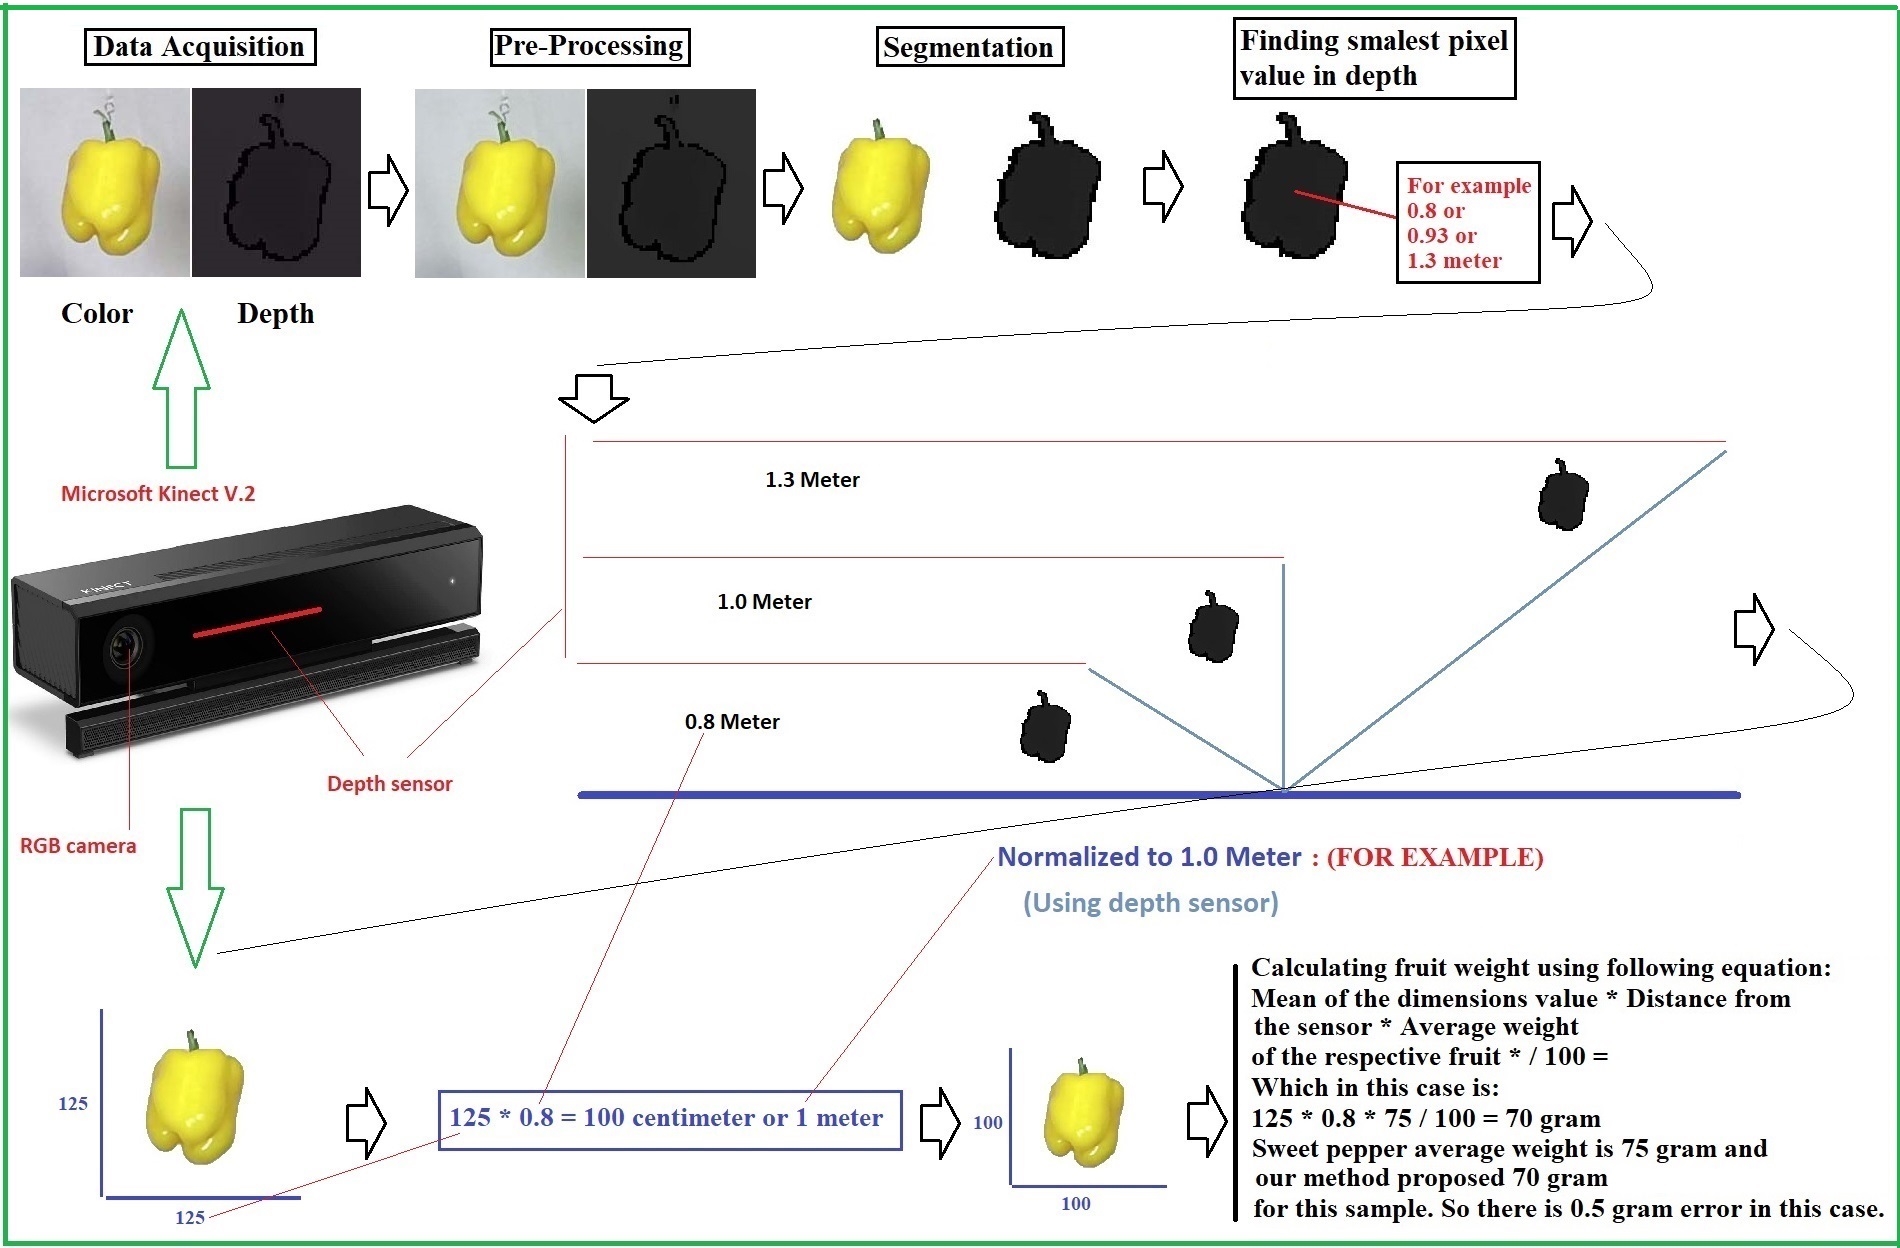 Data Acquisition
Pre-Processing
Segmentation
Finding smalest pixel
value in depth
For example
0.8 or
0.93 or
1.3 meter
Color
Depth
Microsoft Kinect V.2
KINECT
Depth sensor
RGB camera
1.3 Meter
1.0 Meter
0.8 Meter
Normalized to 1.0 Meter : (FOR EXAMPLE)
(Using depth sensor)
125
125
125 * 0.8 = 100 centimeter or 1 meter
100
100
Calculating fruit weight using following equation:
Mean of the dimensions value * Distance from
the sensor * Average weight
of the respective fruit * / 100 =
Which in this case is:
125 * 0.8 * 75 / 100 = 70 gram
Sweet pepper average weight is 75 gram and
our method proposed 70 gram
for this sample. So there is 0.5 gram error in this case.